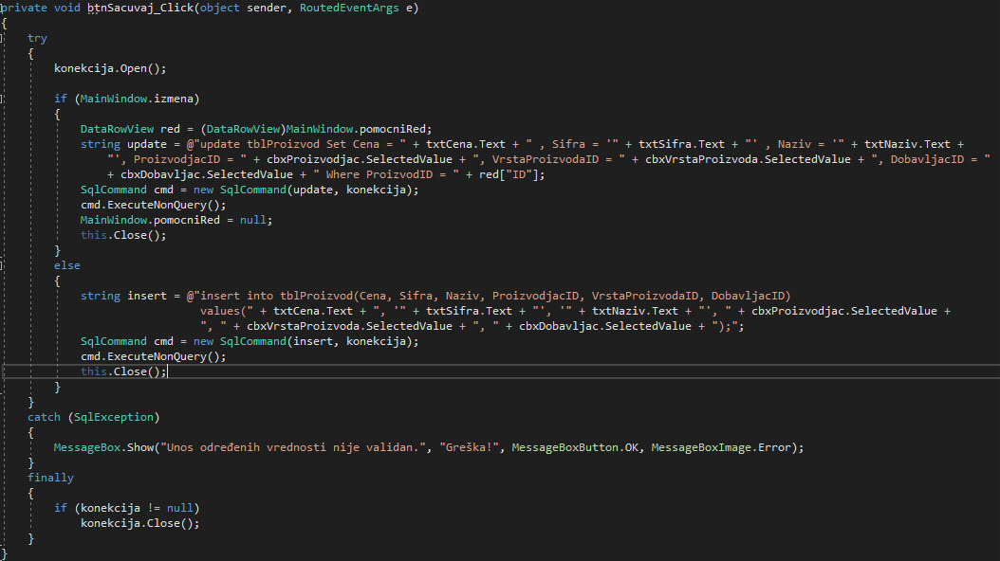 private void btnSacuvaj_Click(object sender, RoutedEventArgs e)
{
try
{
konekcija.Open();
if (MainWindow.izmena)
{
DataRowView red = (DataRowView)MainWindow.pomocniRed;
string update = @"update tblProizvod Set Cena = " + txtCena.Text + " , Sifra = '" + txtSifra.Text + "' , Naziv = '" + txtNaziv.Text +
"', ProizvodjacID = " + cbxProizvodjac.SelectedValue + ", VrstaProizvodaID = " + cbxVrstaProizvoda.SelectedValue + ", DobavljacID = "
+ cbxDobavljac.SelectedValue + " Where ProizvodID = " + red["ID"];
SqlCommand cmd = new SqlCommand(update, konekcija);
cmd.ExecuteNonQuery();
MainWindow.pomocniRed = null;
this.Close();
}
else
{
string insert = @"insert into tblProizvod(Cena, Sifra, Naziv, ProizvodjacID, VrstaProizvodaID, DobavljacID)
values(" + txtCena.Text + ", '" + txtSifra.Text + "', '" + txtNaziv.Text + "', " + cbxProizvodjac.SelectedValue +
", " + cbxVrstaProizvoda.SelectedValue + ", " + cbxDobavljac.SelectedValue + ");";
SqlCommand cmd = new SqlCommand(insert, konekcija);
cmd.ExecuteNonQuery();
this.Close();
}
}
catch (SqlException)
{
MessageBox.Show("Unos određenih vrednosti nije validan.", "Greška!", MessageBoxButton.OK, MessageBoxImage.Error);
}
finally
{
if (konekcija != null)
konekcija.Close();
}
}